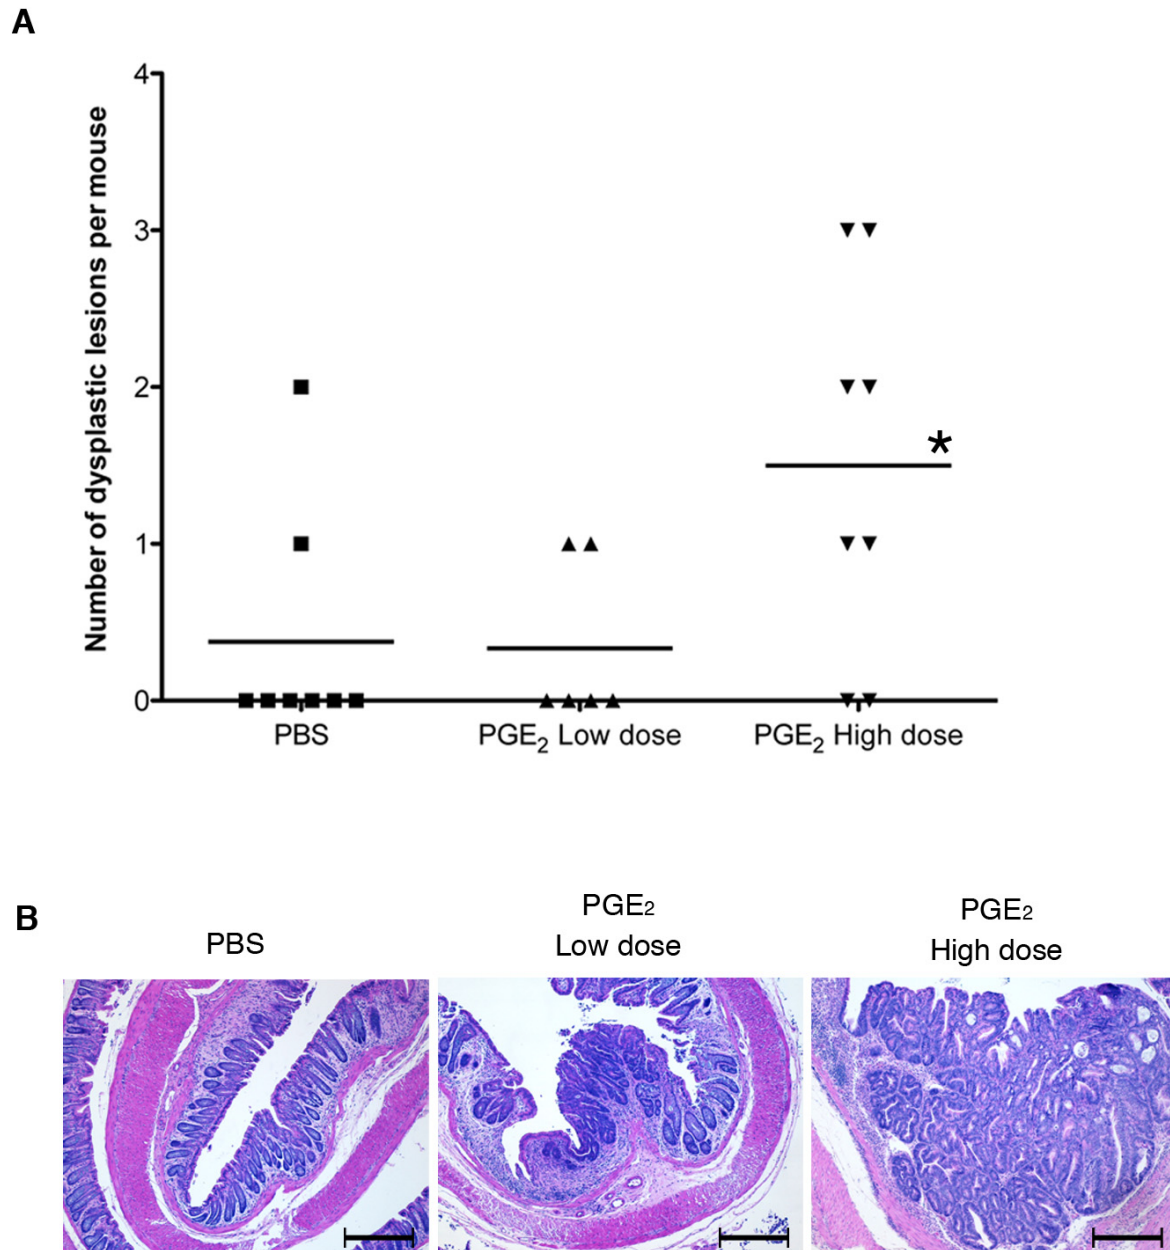 A
Number of dysplastic lesions per mouse
4
3
2
1
0
*
PBS
PGE₂ Low dose
PGE₂ High dose
B
PBS
PGE₂
Low dose
PGE₂
High dose